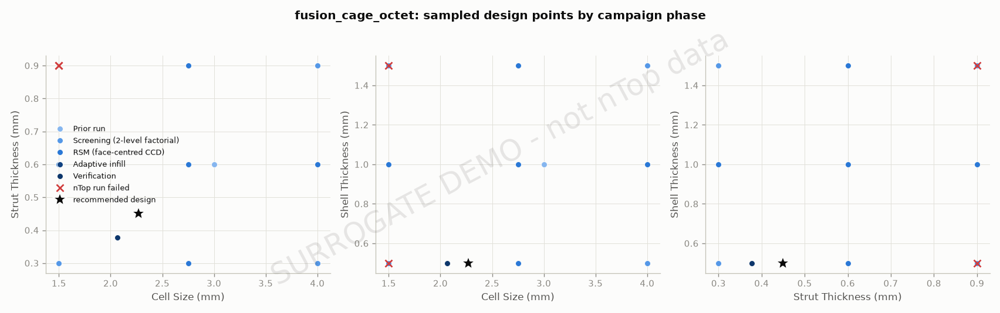 fusion_cage_octet: sampled design points by campaign phase
SURROGATE DEMO - not nTop data
Strut Thickness (mm)
0.9
0.8
0.7
0.6
0.5
0.4
0.3
Prior run
Screening (2-level factorial)
RSM (face-centred CCD)
Adaptive infill
Verification
nTop run failed
recommended design
1.5 2.0 2.5 3.0 3.5 4.0
Cell Size (mm)
Shell Thickness (mm)
1.4
1.2
1.0
0.8
0.6
1.5 2.0 2.5 3.0 3.5 4.0
Cell Size (mm)
Shell Thickness (mm)
1.4
1.2
1.0
0.8
0.6
0.3 0.4 0.5 0.6 0.7 0.8 0.9
Strut Thickness (mm)